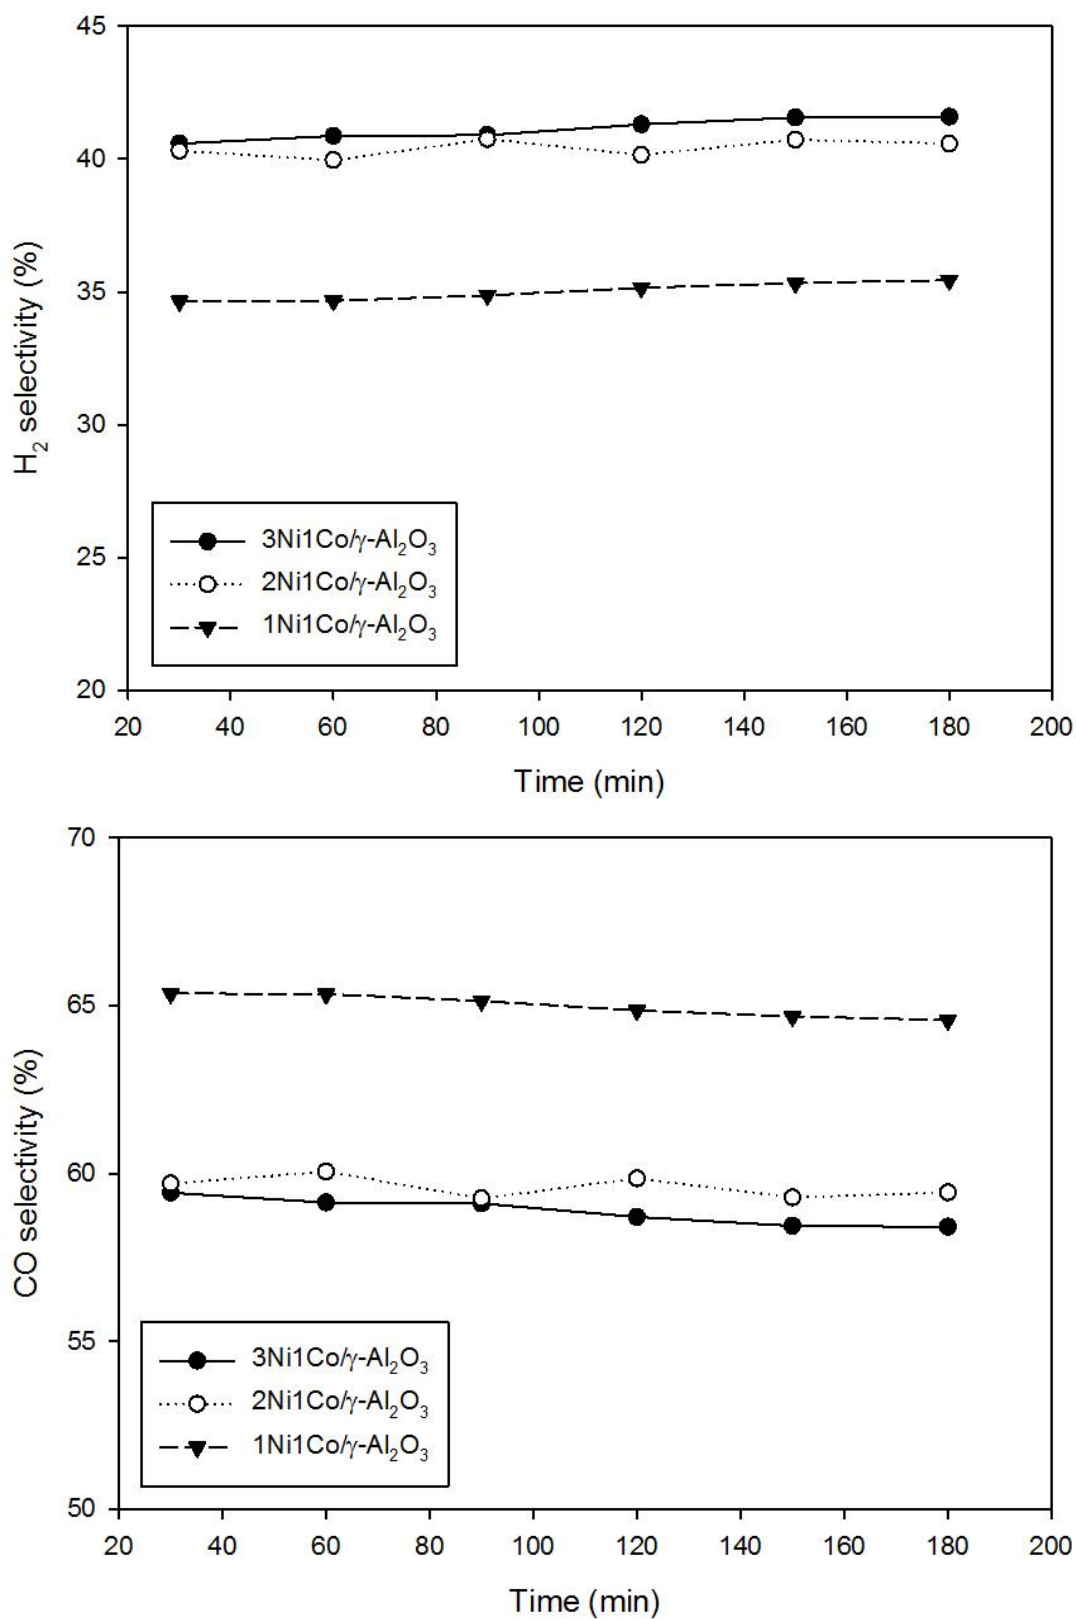 45
40
35
30
25
20
H₂ selectivity (%)
3Ni1Co/γ-Al₂O₃
2Ni1Co/γ-Al₂O₃
1Ni1Co/γ-Al₂O₃
20 40 60 80 100 120 140 160 180 200
Time (min)
70
65
60
55
50
CO selectivity (%)
3Ni1Co/γ-Al₂O₃
2Ni1Co/γ-Al₂O₃
1Ni1Co/γ-Al₂O₃
20 40 60 80 100 120 140 160 180 200
Time (min)